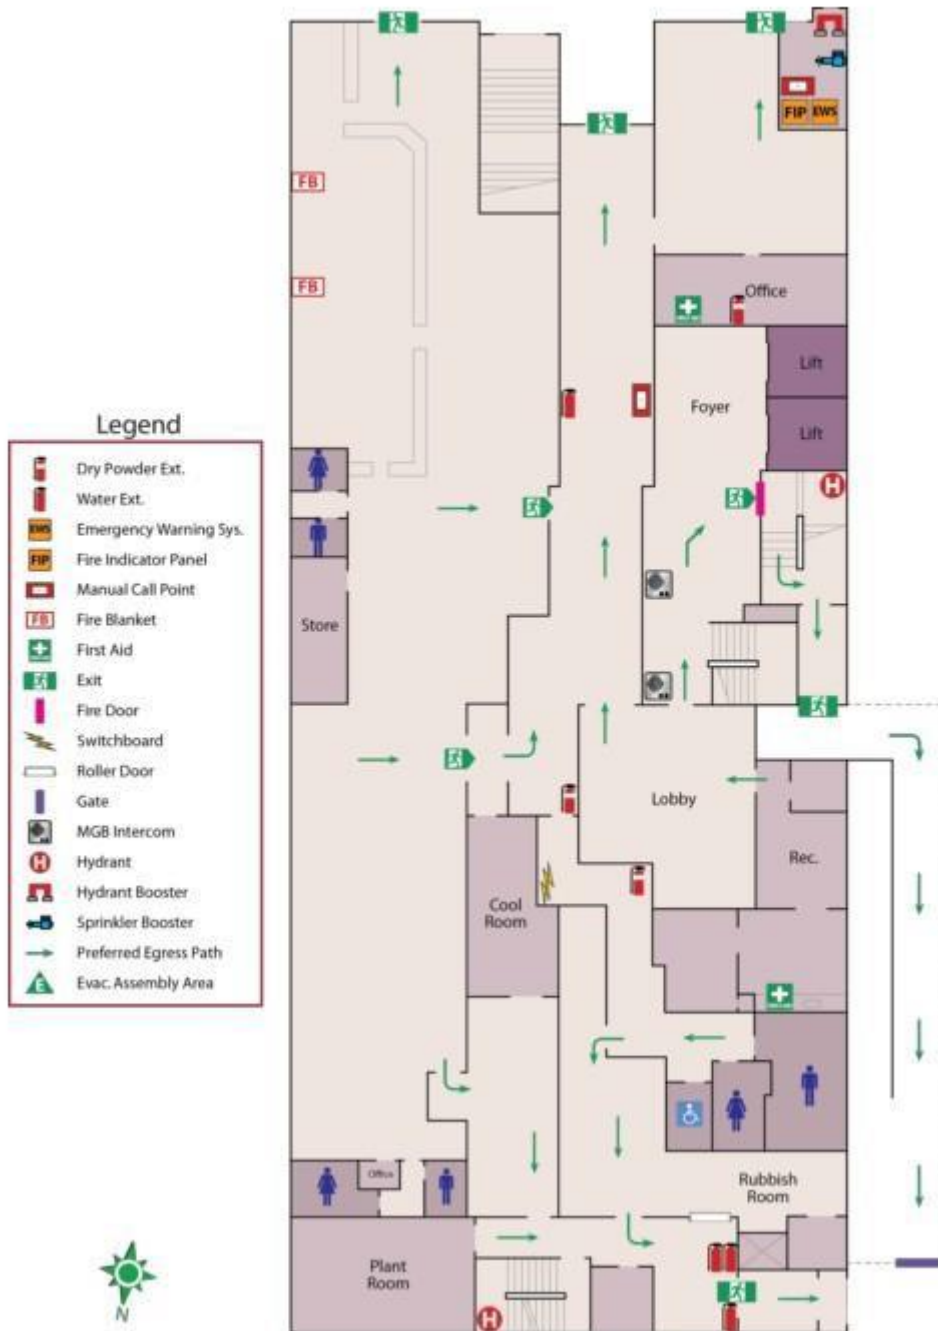 FIP
EWS
FB
FB
Office
Lift
Foyer
Lift
H
Legend
Dry Powder Ext.
Water Ext.
EWS
Emergency Warning Sys.
FIP
Fire Indicator Panel
Manual Call Point
FB
Fire Blanket
First Aid
Exit
Fire Door
Switchboard
Roller Door
Gate
MGB Intercom
H
Hydrant
Hydrant Booster
Sprinkler Booster
Preferred Egress Path
E
Evac. Assembly Area
Store
Lobby
Rec.
Cool
Room
Office
Rubbish
Room
Plant
Room
N
H